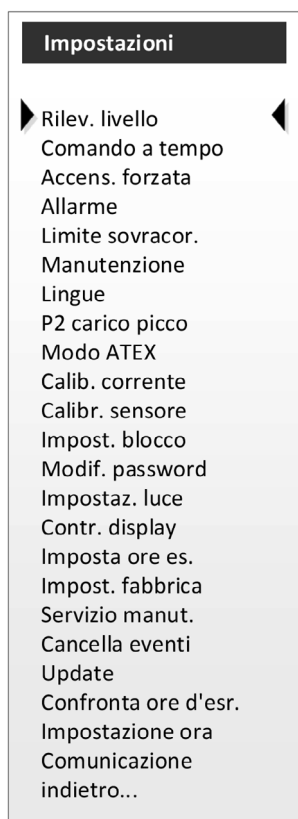 Impostazioni
Rilev. livello
Comando a tempo
Accens. forzata
Allarme
Limite sovracor.
Manutenzione
Lingue
P2 carico picco
Modo ATEX
Calib. corrente
Calibr. sensore
Impost. blocco
Modif. password
Impostaz. luce
Contr. display
Imposta ore es.
Impost. fabbrica
Servizio manut.
Cancella eventi
Update
Confronta ore d'esr.
Impostazione ora
Comunicazione
indietro...